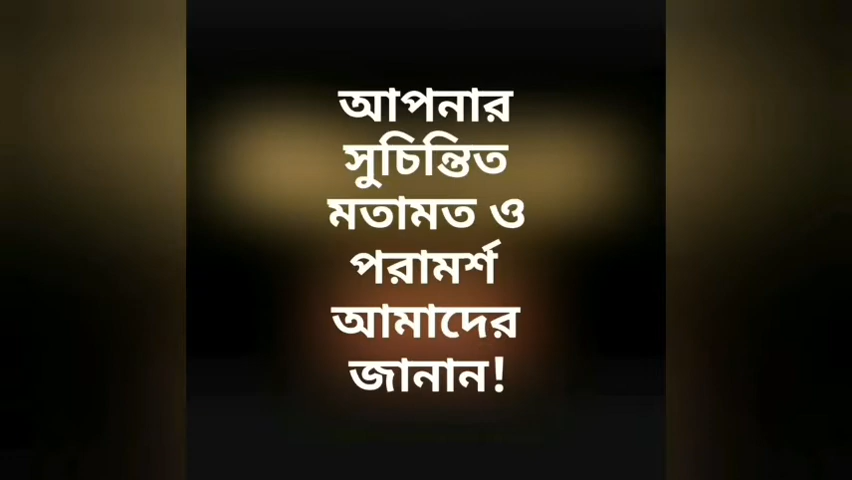 আপনার
সুচিন্তিত
মতামত ও
পরামর্শ
আমাদের
জানান!